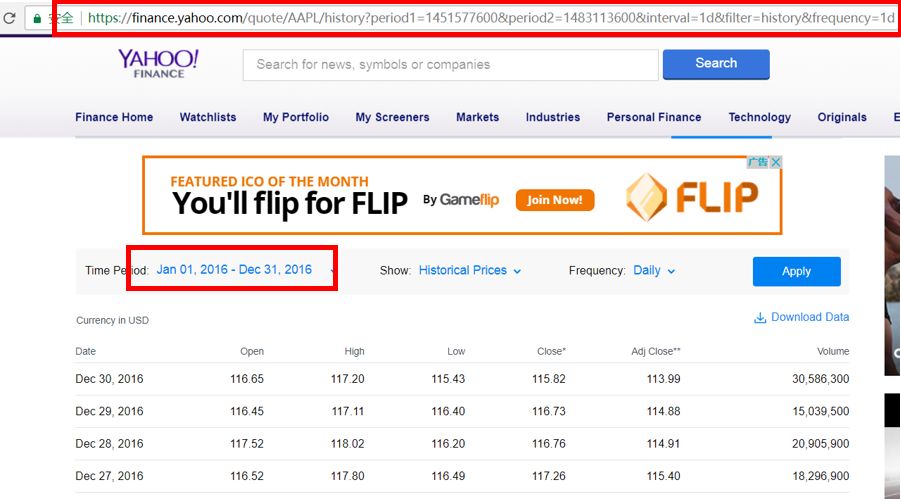 安全 https://finance.yahoo.com/quote/AAPL/history?period1=1451577600&period2=1483113600&interval=1d&filter=history&frequency=1d
YAHOO!
FINANCE
Search for news, symbols or companies Search
Finance Home Watchlists My Portfolio My Screeners Markets Industries Personal Finance Technology Originals E
广告
FEATURED ICO OF THE MONTH
You'll flip for FLIP By Gameflip Join Now! FLIP
Time Period: Jan 01, 2016 - Dec 31, 2016 Show: Historical Prices Frequency: Daily Apply
Currency in USD Download Data
Date Open High Low Close* Adj Close** Volume
Dec 30, 2016 116.65 117.20 115.43 115.82 113.99 30,586,300
Dec 29, 2016 116.45 117.11 116.40 116.73 114.88 15,039,500
Dec 28, 2016 117.52 118.02 116.20 116.76 114.91 20,905,900
Dec 27, 2016 116.52 117.80 116.49 117.26 115.40 18,296,900